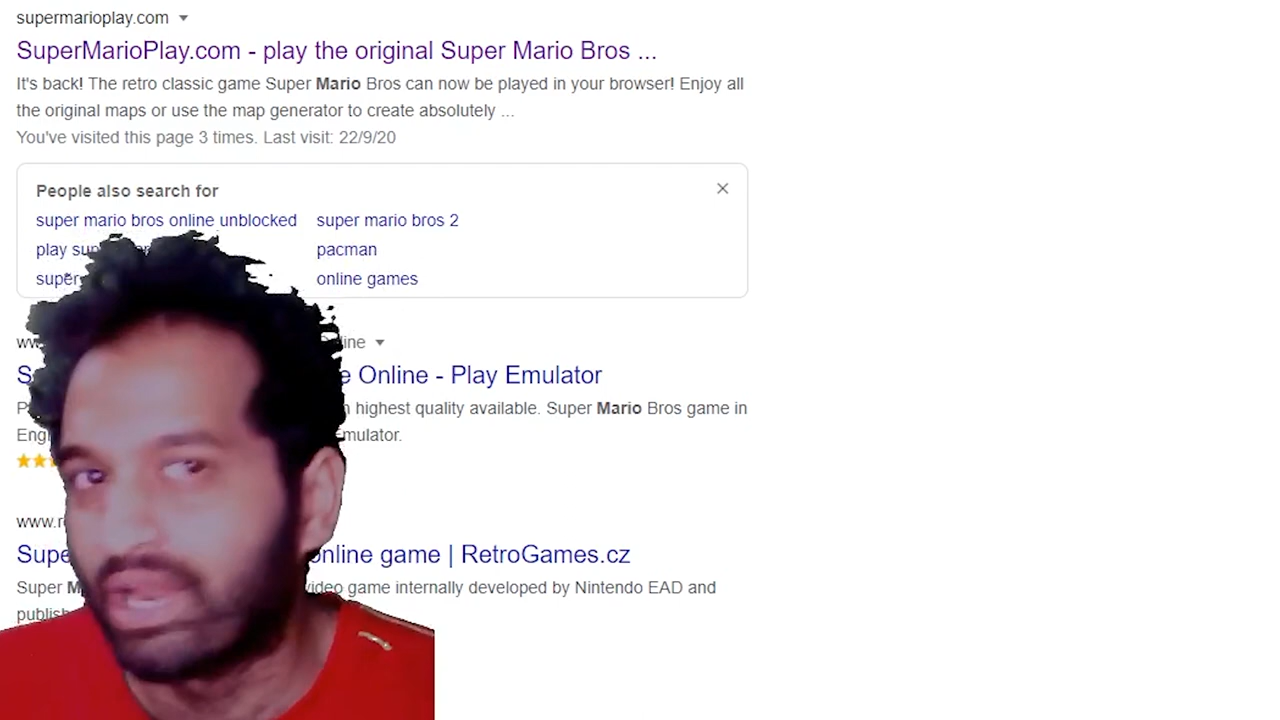 supermarioplay.com
SuperMarioPlay.com - play the original Super Mario Bros ...
It's back! The retro classic game Super Mario Bros can now be played in your browser! Enjoy all
the original maps or use the map generator to create absolutely ...
You've visited this page 3 times. Last visit: 22/9/20
People also search for
super mario bros online unblocked
super mario bros 2
play
pacman
super
online games
Online - Play Emulator
highest quality available. Super Mario Bros game in
Emulator.
online game | RetroGames.cz
Super video game internally developed by Nintendo EAD and